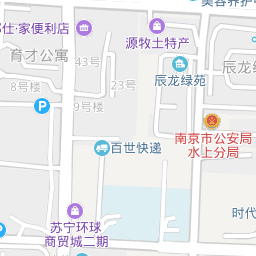 仕·家便利店
源牧土特产
育才公寓
43号
辰龙绿苑
辰龙绿
8号楼
23号
9号楼
百世快递
南京市公安局
水上分局
时代
苏宁环球
商贸城二期